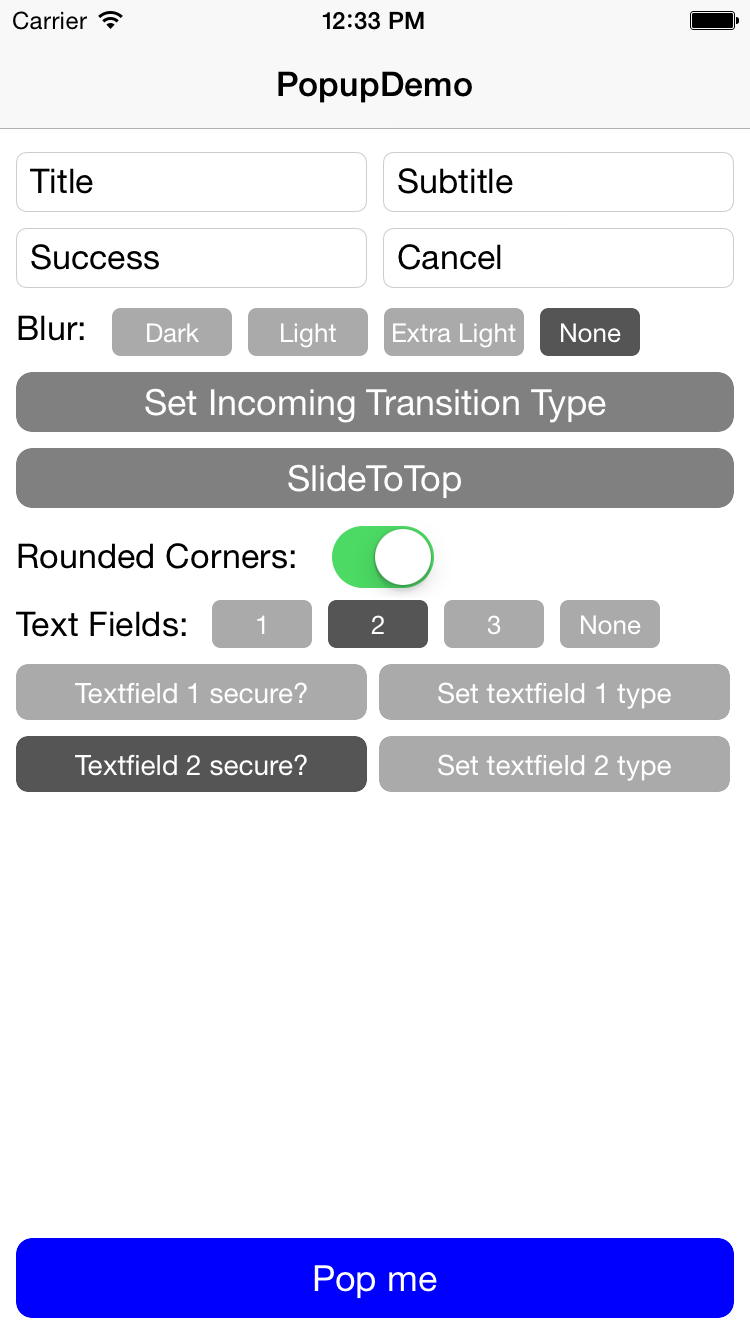 Carrier 12:33 PM
PopupDemo
Title Subtitle
Success Cancel
Blur: Dark Light Extra Light None
Set Incoming Transition Type
SlideToTop
Rounded Corners:
Text Fields: 1 2 3 None
Textfield 1 secure? Set textfield 1 type
Textfield 2 secure? Set textfield 2 type
Pop me